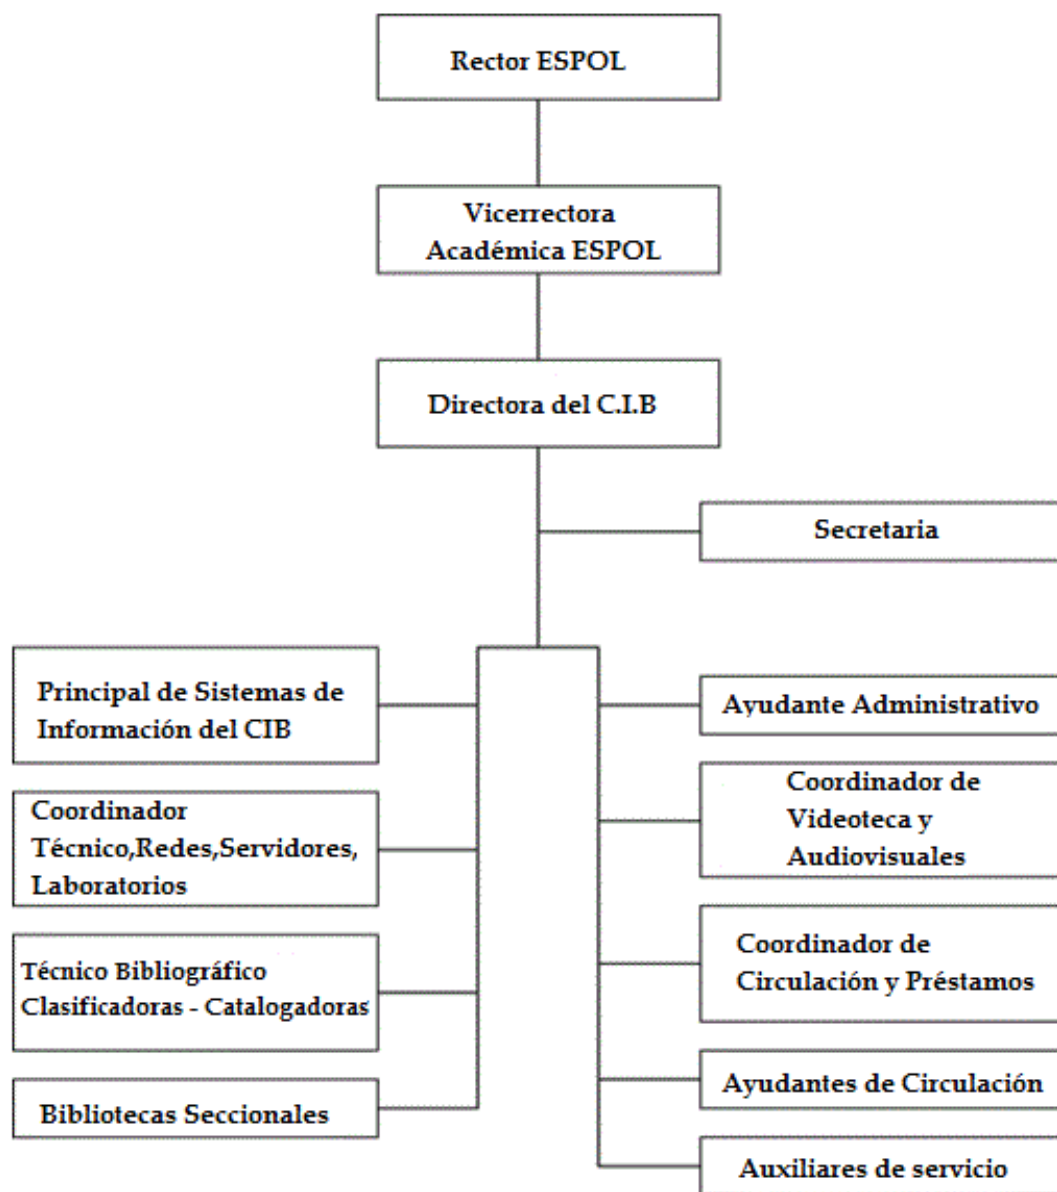 Rector ESPOL
Vicerrectora
Académica ESPOL
Directora del C.I.B
Secretaria
Principal de Sistemas de
Información del CIB
Coordinador
Técnico,Redes,Servidores,
Laboratorios
Técnico Bibliográfico
Clasificadoras - Catalogadoras
Bibliotecas Seccionales
Ayudante Administrativo
Coordinador de
Videoteca y
Audiovisuales
Coordinador de
Circulación y Préstamos
Ayudantes de Circulación
Auxiliares de servicio